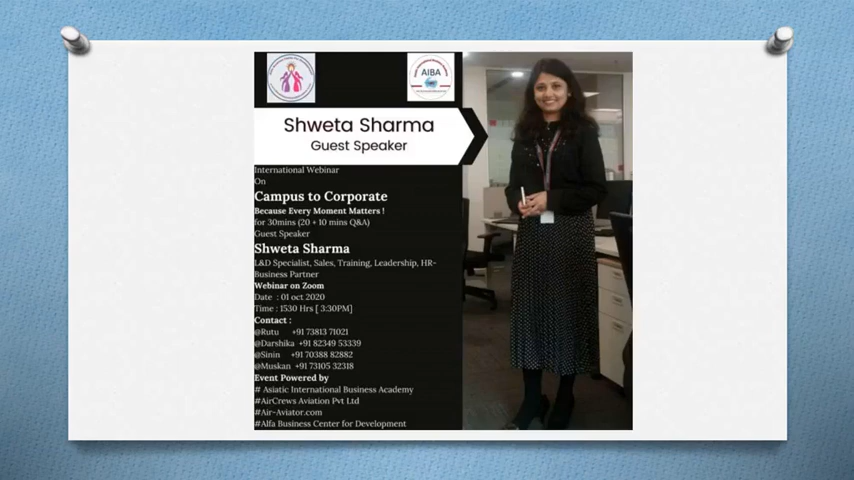 AIBA
Shweta Sharma
Guest Speaker
International Webinar
On
Campus to Corporate
Because Every Moment Matters !
for 30mins (20 + 10 mins Q&A)
Guest Speaker
Shweta Sharma
L&D Specialist, Sales, Training, Leadership, HR-
Business Partner
Webinar on Zoom
Date : 01 oct 2020
Time : 1530 Hrs [ 3:30PM]
Contact :
@Rutu +91 73813 71021
@Darshika +91 82349 53339
@Sinin +91 70388 82882
@Muskan +91 73105 32318
Event Powered by
# Asiatic International Business Academy
#AirCrews Aviation Pvt Ltd
#Air-Aviator.com
#Alfa Business Center for Development